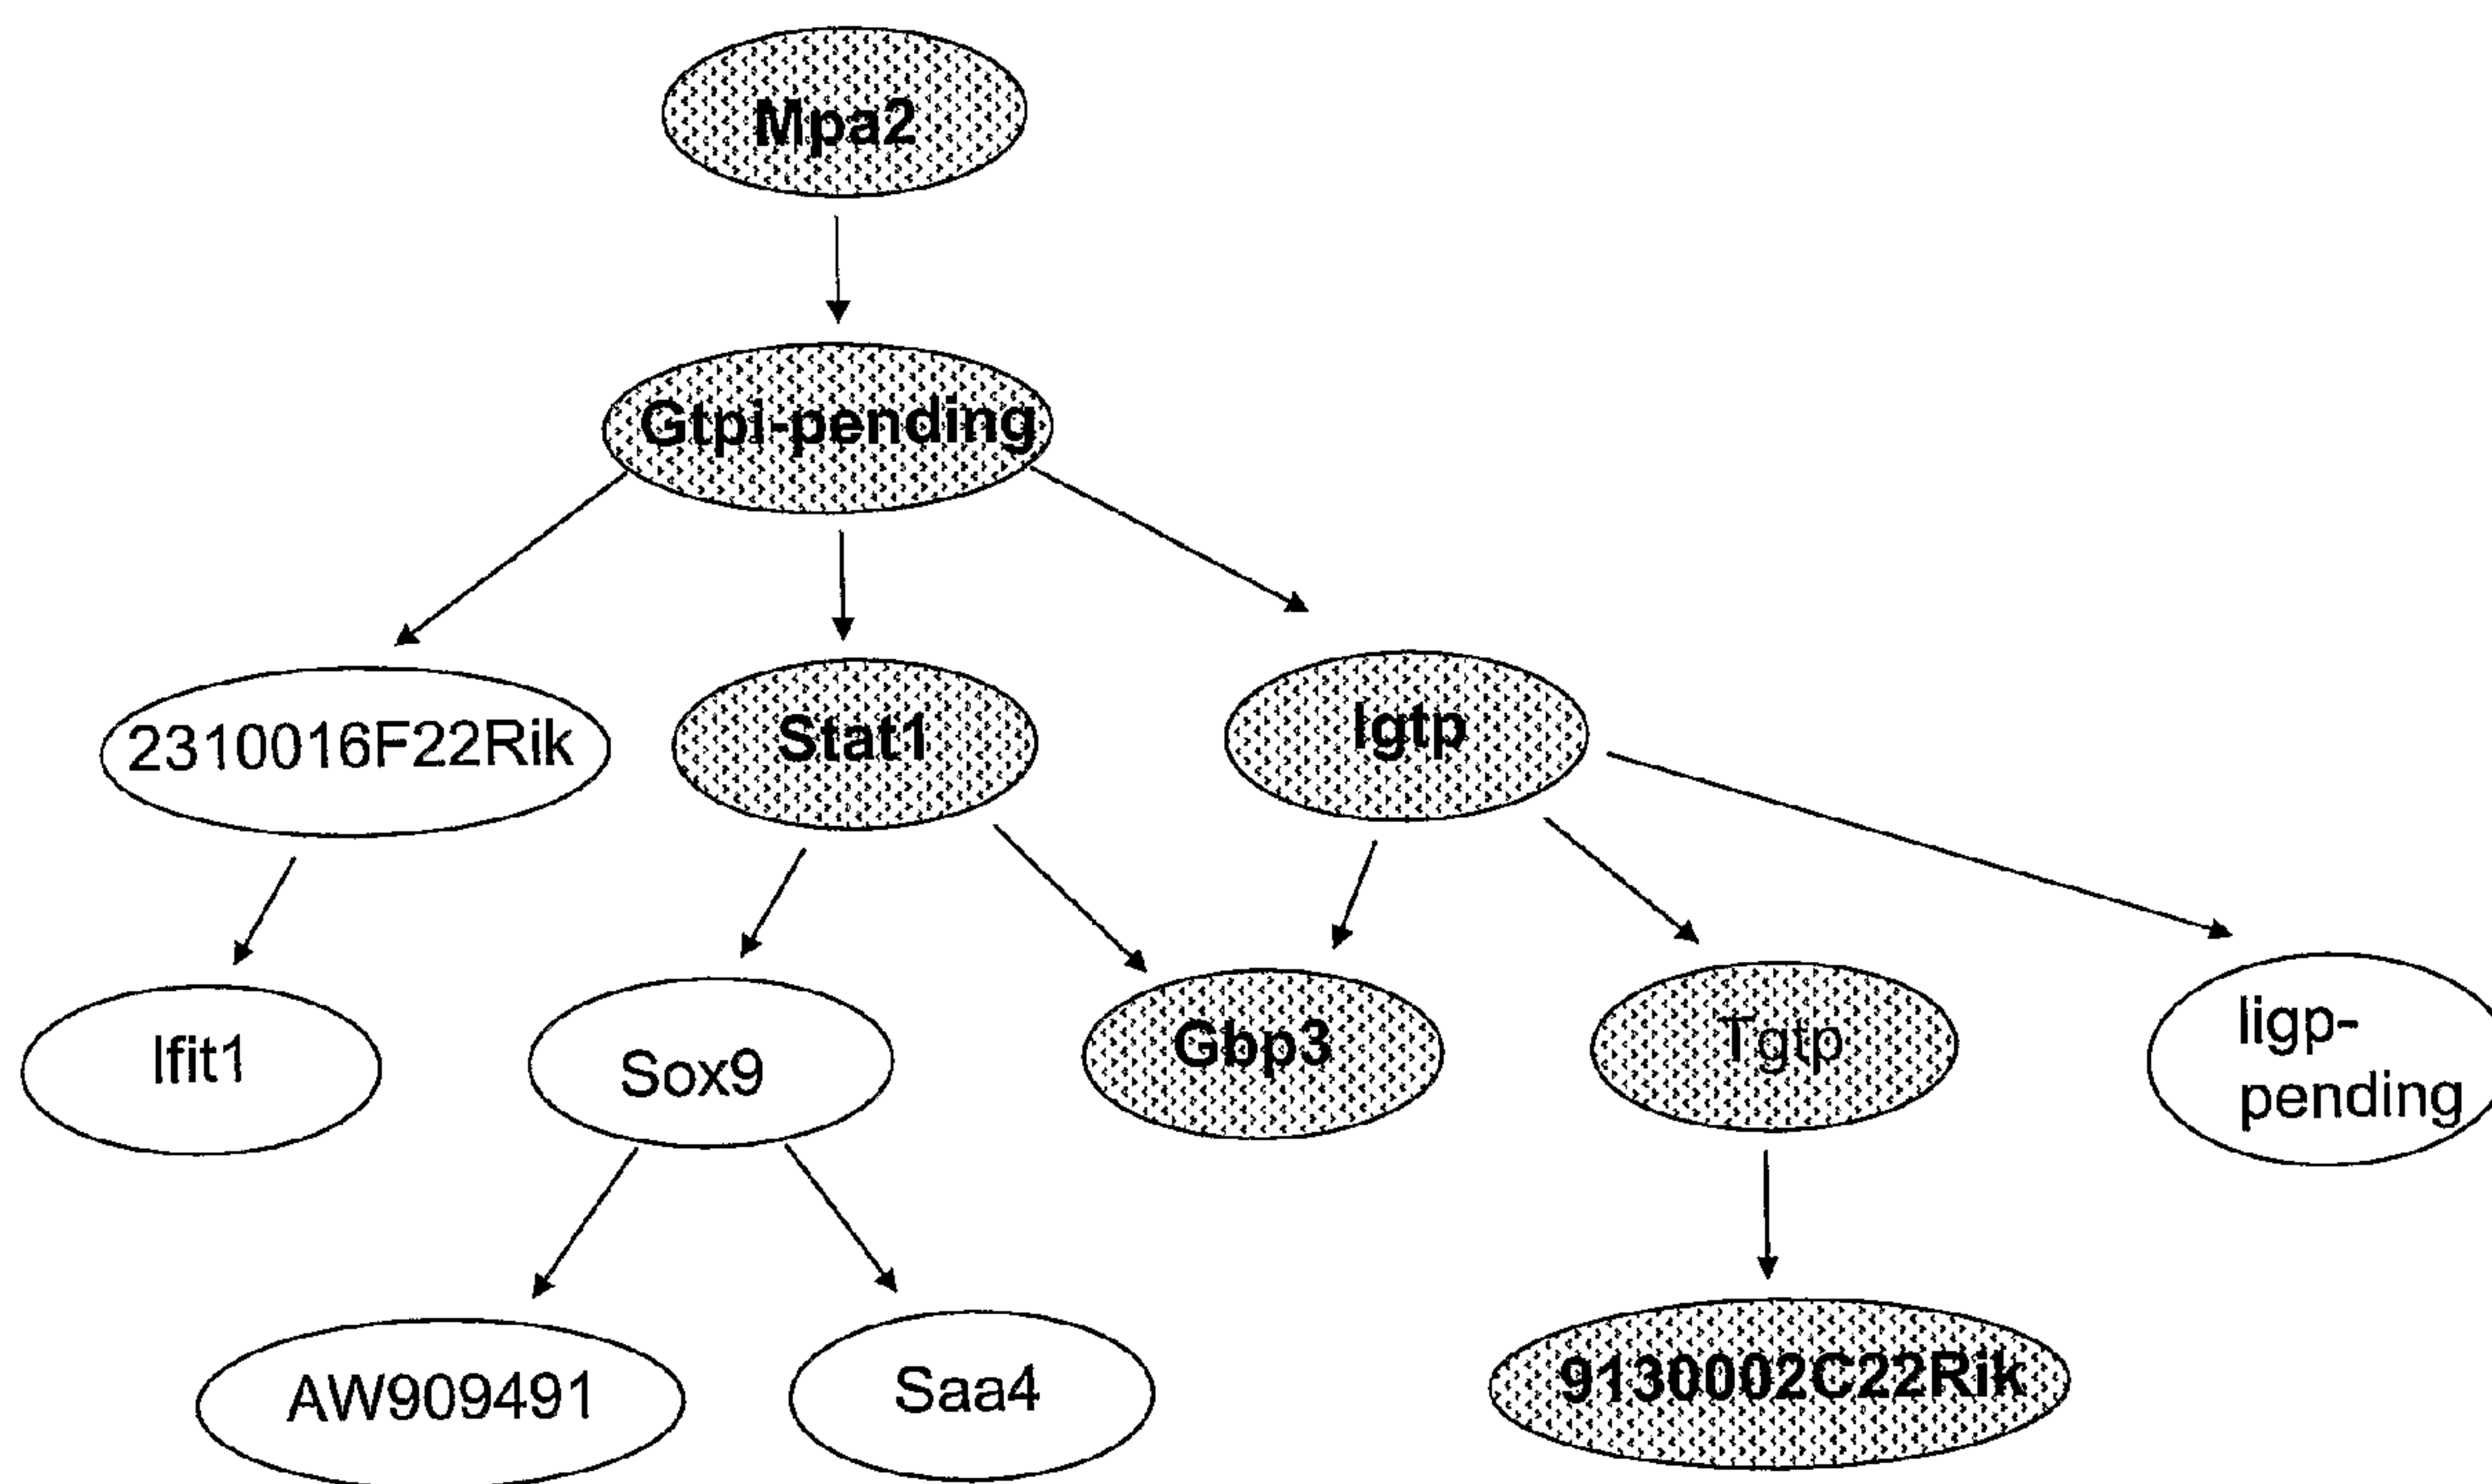 Mpa2
Gtpi-pending
2310016F22Rik
Stat1
Igtp
Ifit1
Sox9
Gbp3
Tgtp
Iigp-
pending
AW909491
Saa4
9130002C22Rik